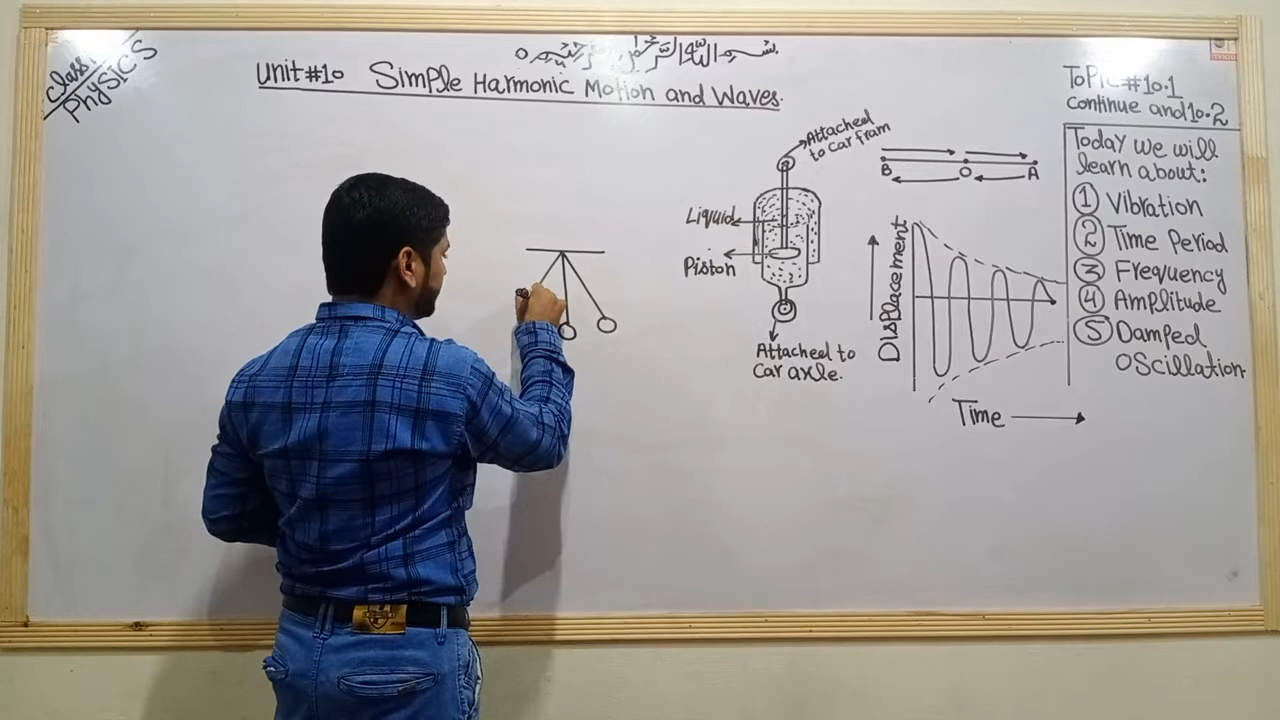 بسم الله الرحمن الرحيم
Class
Physics
Unit#10 Simple Harmonic Motion and Waves.
Topic #10.1
continue and 10.2
Today we will
learn about:
① Vibration
② Time Period
③ Frequency
④ Amplitude
⑤ Damped
Oscillation.
Attached
to car fram
Liquid
Piston
Attached to
car axle.
B O A
Displacement
Time